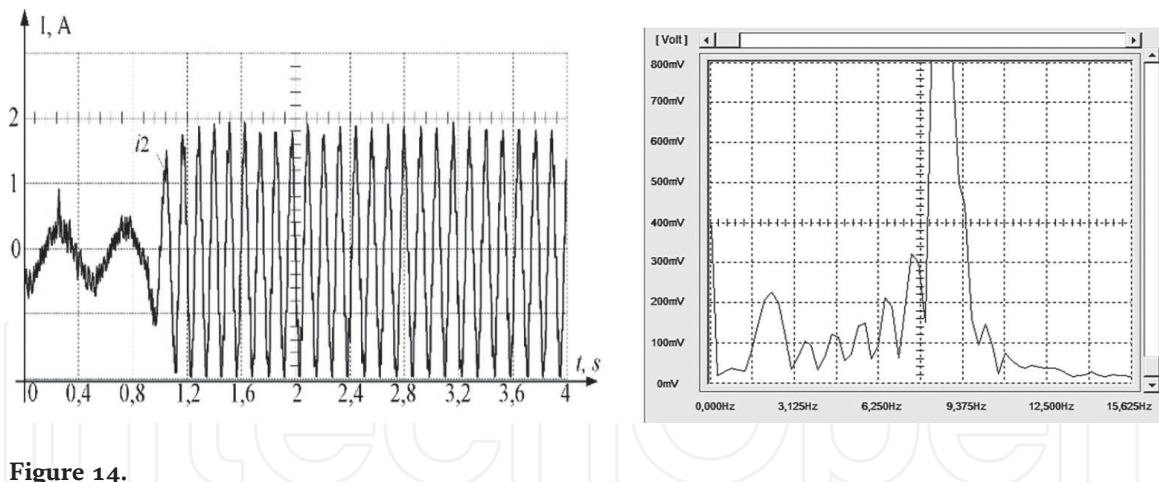 I, A
2
1
0
i2
t, s
0 0,4 0,8 1,2 1,6 2 2,4 2,8 3,2 3,6 4
[Volt]
800mV
700mV
600mV
500mV
400mV
300mV
200mV
100mV
0mV
0,000Hz 3,125Hz 6,250Hz 9,375Hz 12,500Hz 15,625Hz
IntechOpen
Figure 14.